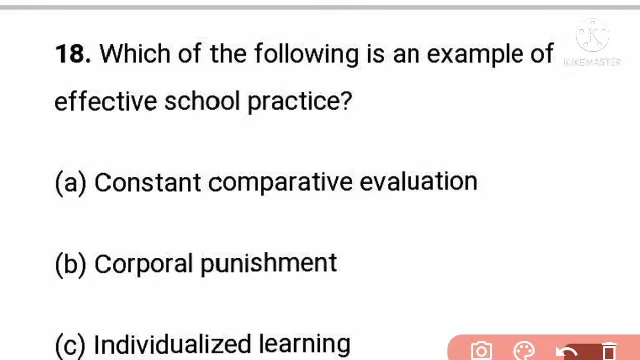 K
KINEMASTER
18. Which of the following is an example of
effective school practice?
(a) Constant comparative evaluation
(b) Corporal punishment
(c) Individualized learning